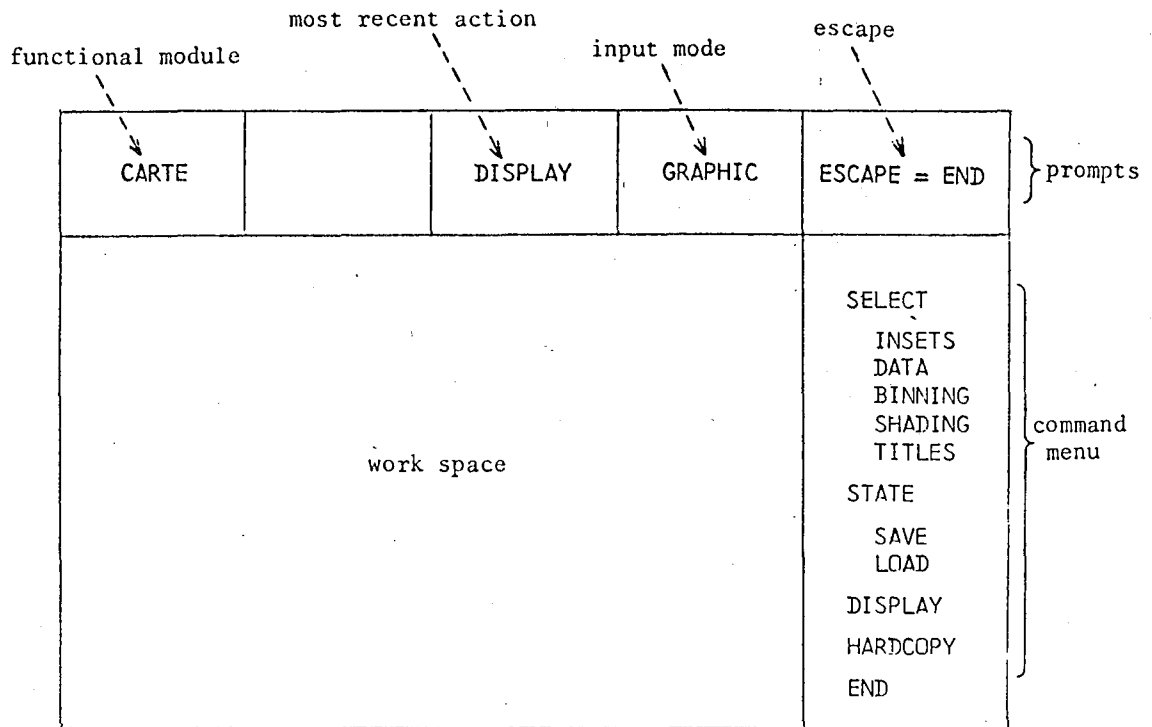 most recent action
escape
functional module
input mode
CARTE
DISPLAY
GRAPHIC
ESCAPE = END
prompts
SELECT
INSETS
DATA
BINNING
SHADING
TITLES
command
menu
work space
STATE
SAVE
LOAD
DISPLAY
HARDCOPY
END